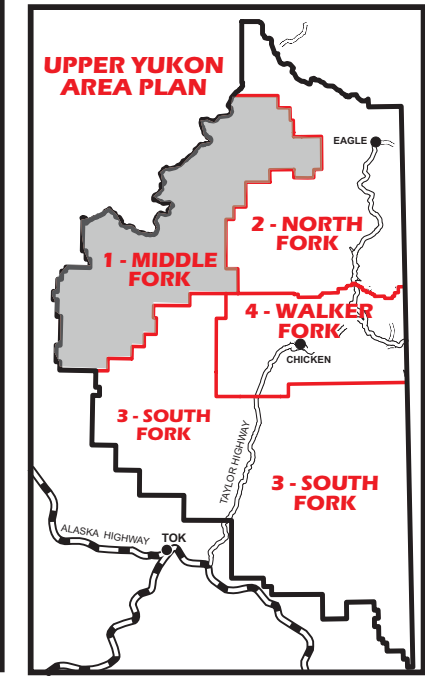 UPPER YUKON
AREA PLAN
EAGLE
2 - NORTH
FORK
1 - MIDDLE
FORK
4 - WALKER
FORK
CHICKEN
3 - SOUTH
FORK
TAYLOR HIGHWAY
3 - SOUTH
FORK
ALASKA HIGHWAY
TOK